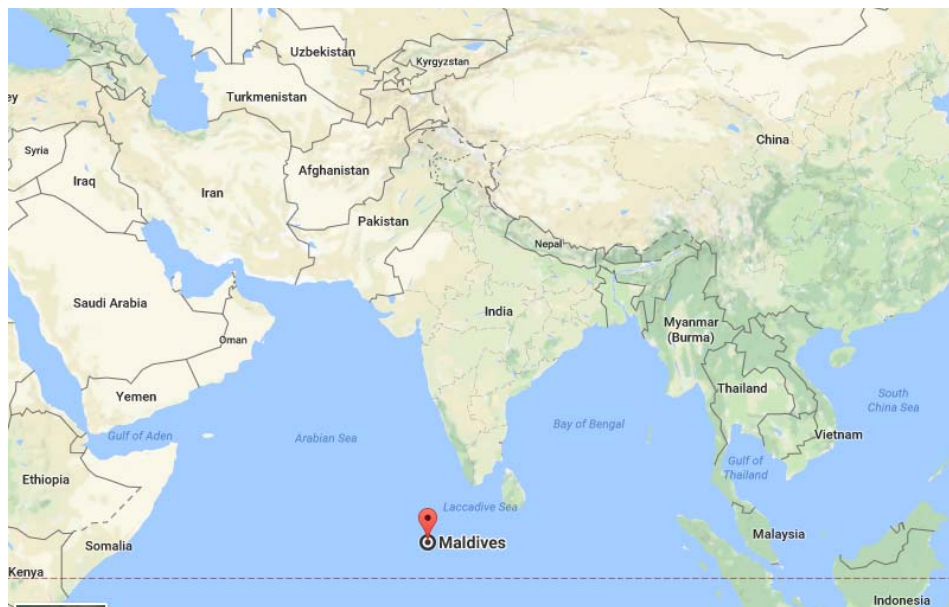 Uzbekistan
Kyrgyzstan
Turkmenistan
ey
China
Syria
Afghanistan
Iraq
Iran
Pakistan
Nepal
Saudi Arabia
India
Oman
Myanmar
(Burma)
Thailand
Yemen
South
China Sea
Gulf of Aden
Arabian Sea
Bay of Bengal
Vietnam
Ethiopia
Gulf of
Thailand
Laccadive Sea
Malaysia
Maldives
Somalia
Kenya
Indonesia